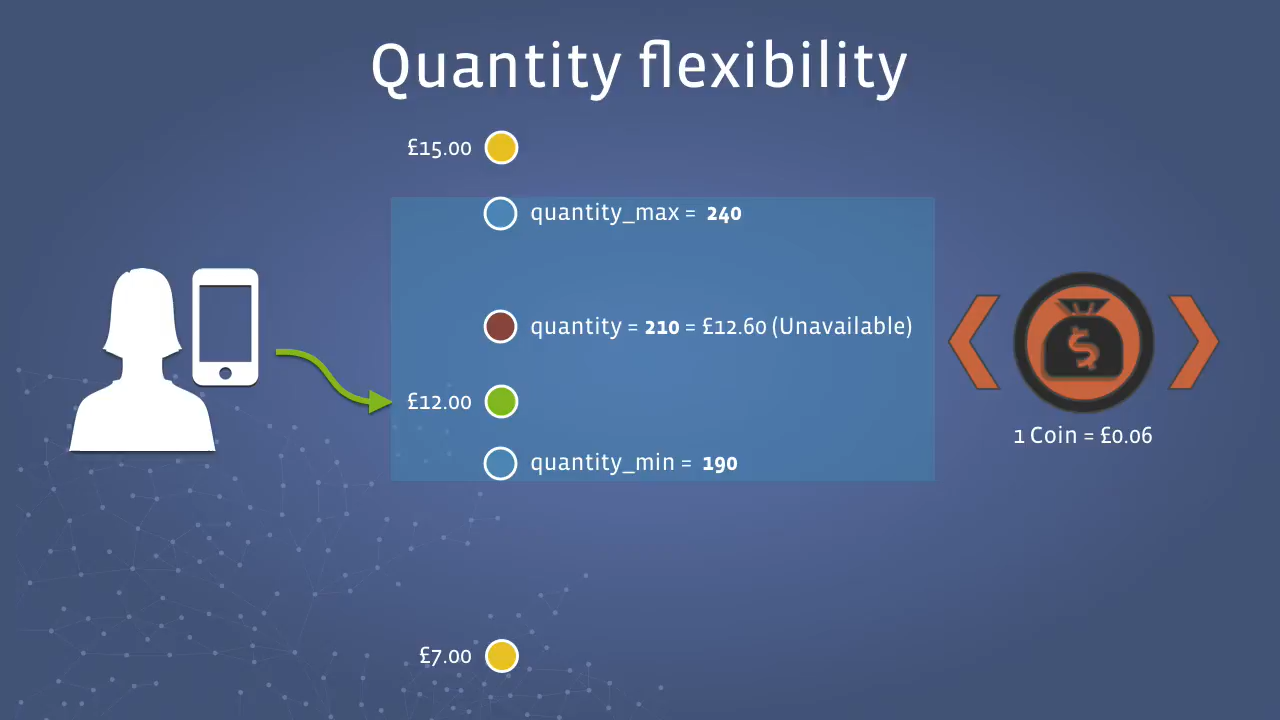 Quantity flexibility
£15.00
quantity_max = 240
quantity = 210 = £12.60 (Unavailable)
£12.00
1 Coin = £0.06
quantity_min = 190
£7.00